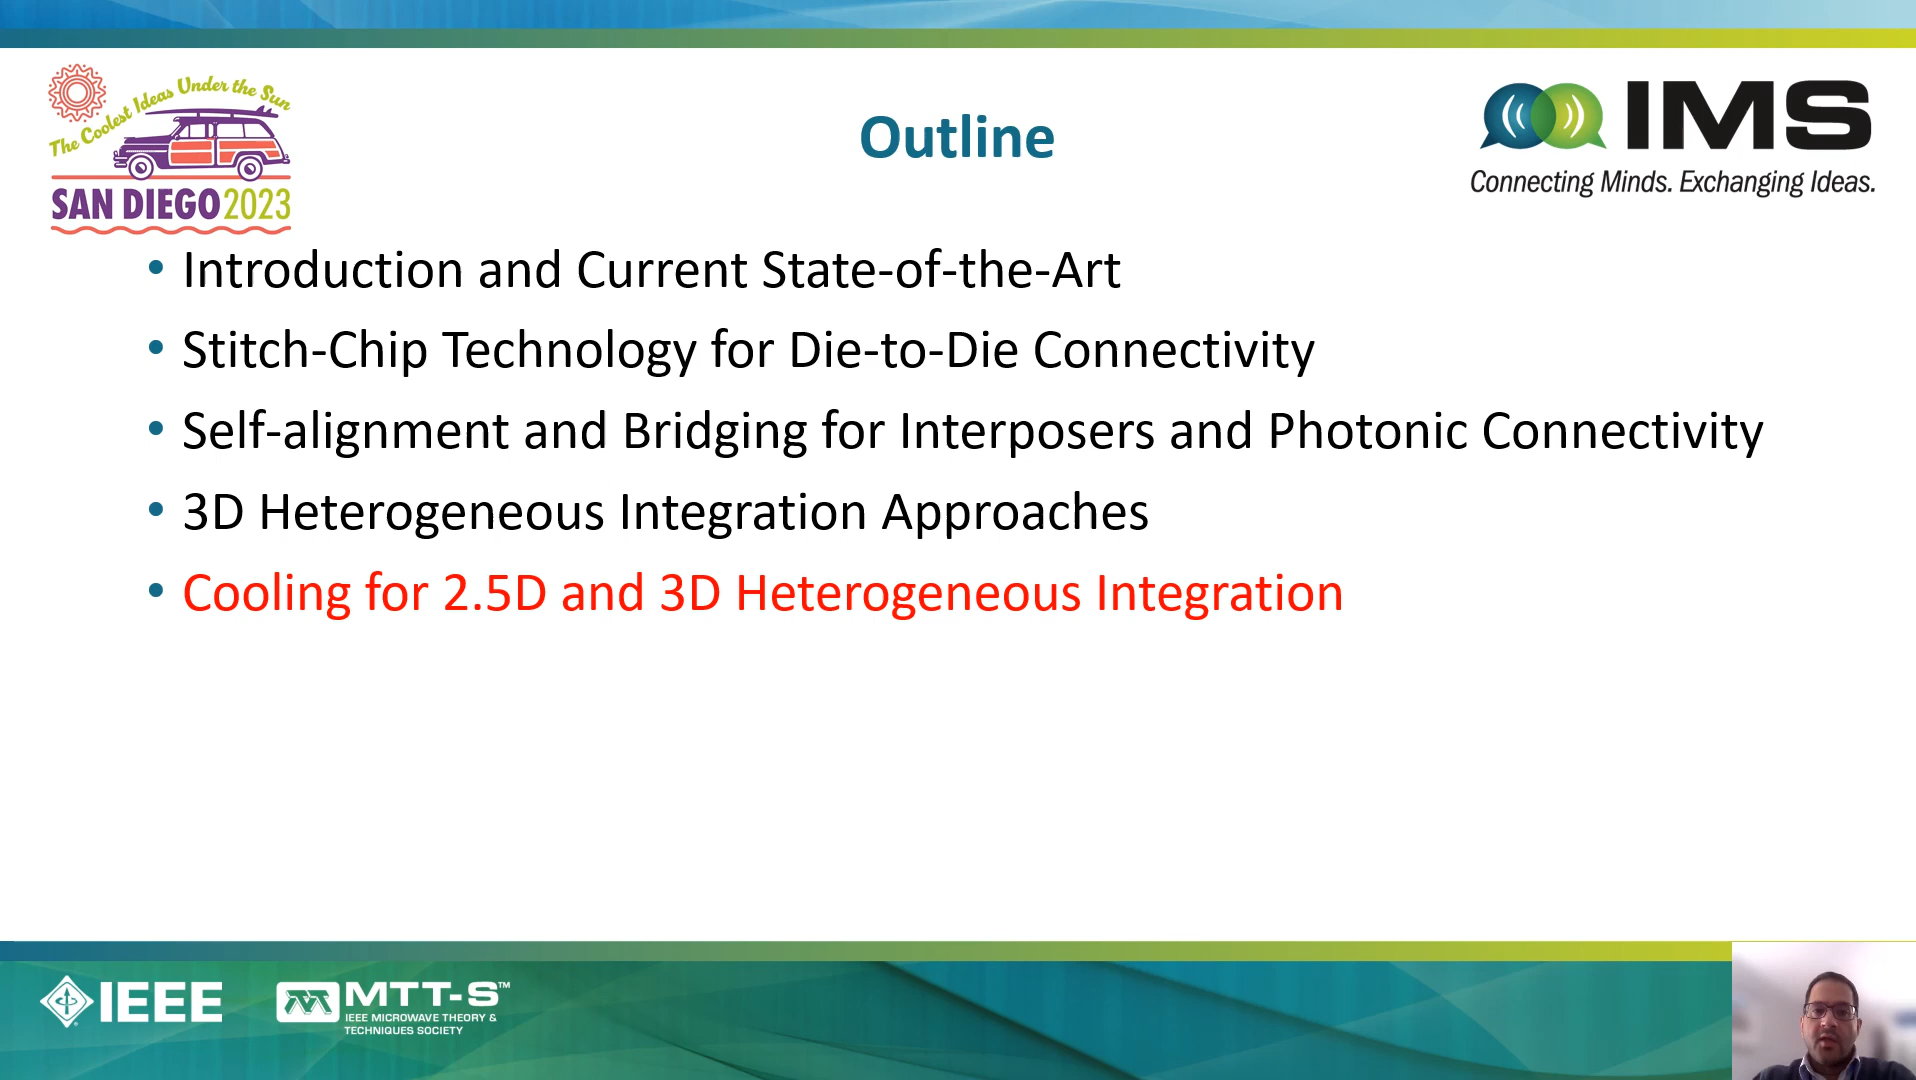 The Coolest Ideas Under the Sun
SAN DIEGO 2023
Outline
IMS
Connecting Minds. Exchanging Ideas.
• Introduction and Current State-of-the-Art
• Stitch-Chip Technology for Die-to-Die Connectivity
• Self-alignment and Bridging for Interposers and Photonic Connectivity
• 3D Heterogeneous Integration Approaches
• Cooling for 2.5D and 3D Heterogeneous Integration
IEEE
MTT-S™
IEEE MICROWAVE THEORY &
TECHNIQUES SOCIETY